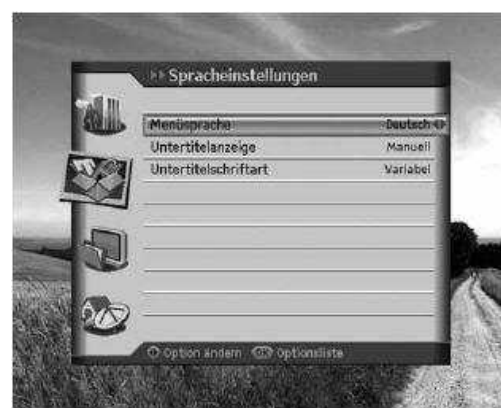 Spracheinstellungen
Menüsprache Deutsch
Untertitelanzeige Manuell
Untertitelschriftart Variabel
Option ändern OK Optionsliste